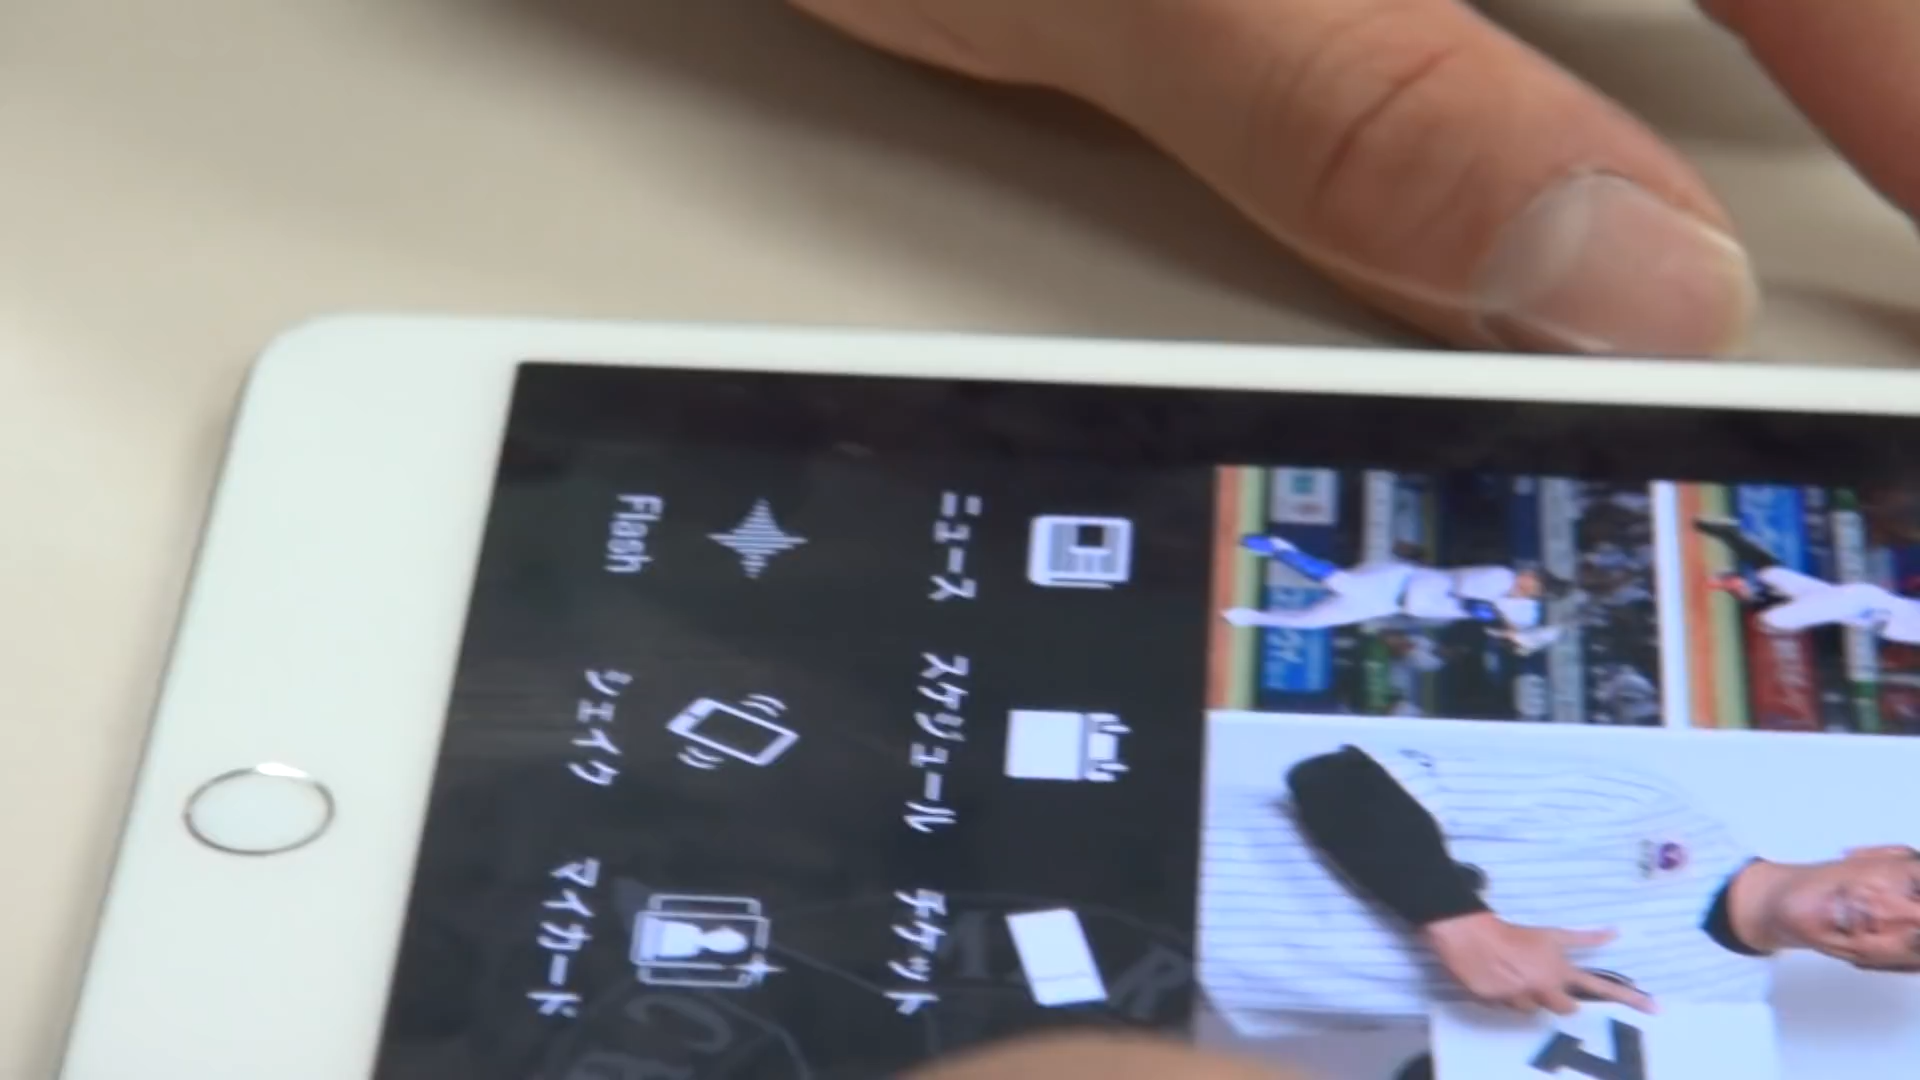 ニュース
スケジュール
チケット
Flash
シェイク
マイカード